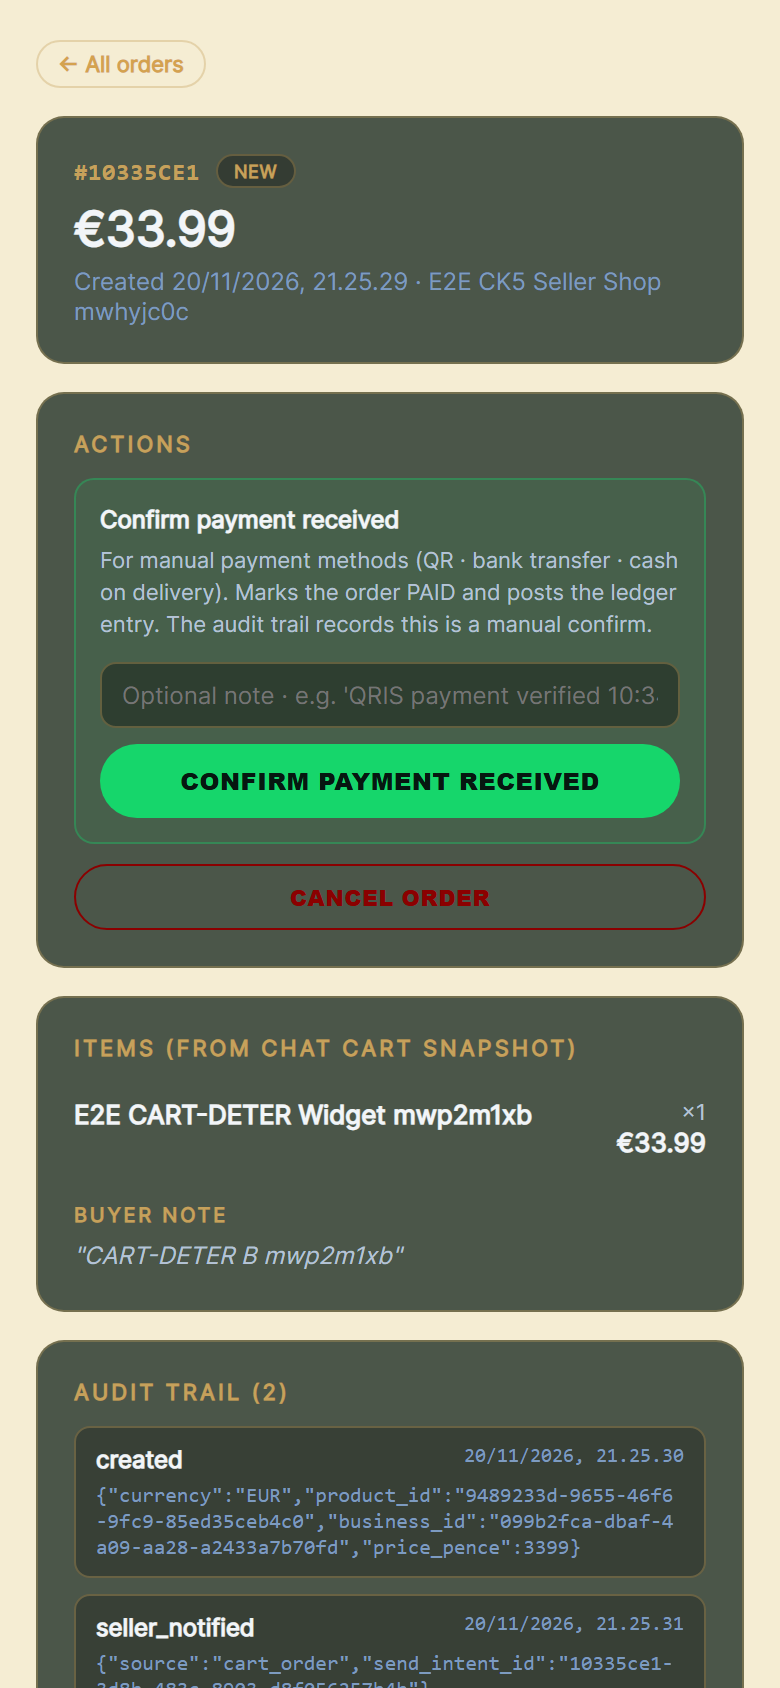 ← All orders
#10335CE1 NEW
€33.99
Created 20/11/2026, 21.25.29 · E2E CK5 Seller Shop
mwhyjc0c
ACTIONS
Confirm payment received
For manual payment methods (QR · bank transfer · cash
on delivery). Marks the order PAID and posts the ledger
entry. The audit trail records this is a manual confirm.
Optional note · e.g. 'QRIS payment verified 10:3
CONFIRM PAYMENT RECEIVED
CANCEL ORDER
ITEMS (FROM CHAT CART SNAPSHOT)
E2E CART-DETER Widget mwp2m1xb ×1
€33.99
BUYER NOTE
"CART-DETER B mwp2m1xb"
AUDIT TRAIL (2)
created 20/11/2026, 21.25.30
{"currency":"EUR","product_id":"9489233d-9655-46f6
-9fc9-85ed35ceb4c0","business_id":"099b2fca-dbaf-4
a09-aa28-a2433a7b70fd","price_pence":3399}
seller_notified 20/11/2026, 21.25.31
{"source":"cart_order","send_intent_id":"10335ce1-